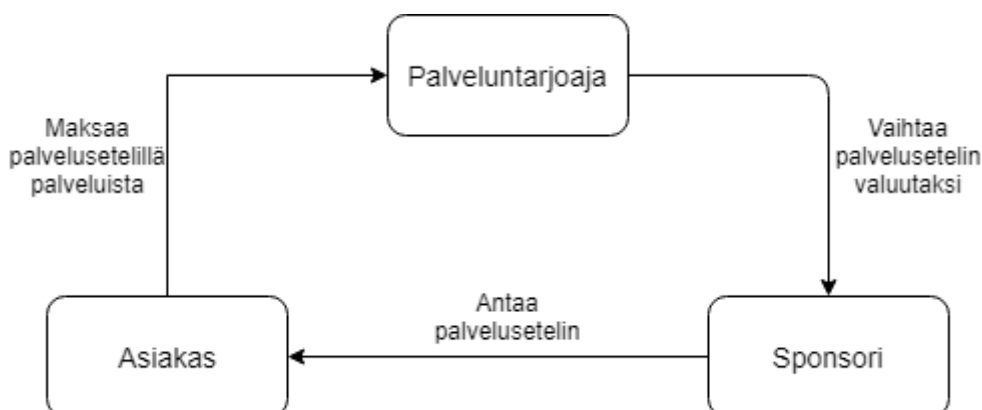 Palveluntarjoaja
Maksaa
palvelusetelillä
palveluista
Vaihtaa
palvelusetelin
valuutaksi
Antaa
palvelusetelin
Asiakas
Sponsori